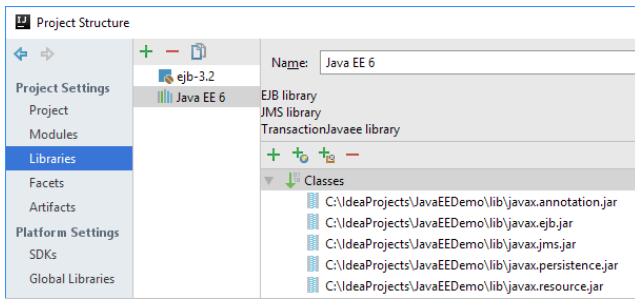 Project Structure
Project Settings
Project
Modules
Libraries
Facets
Artifacts
Platform Settings
SDKs
Global Libraries
ejb-3.2
Java EE 6
Name: Java EE 6
EJB library
JMS library
TransactionJavaee library
Classes
C:\IdeaProjects\JavaEEDemo\lib\javax.annotation.jar
C:\IdeaProjects\JavaEEDemo\lib\javax.ejb.jar
C:\IdeaProjects\JavaEEDemo\lib\javax.jms.jar
C:\IdeaProjects\JavaEEDemo\lib\javax.persistence.jar
C:\IdeaProjects\JavaEEDemo\lib\javax.resource.jar